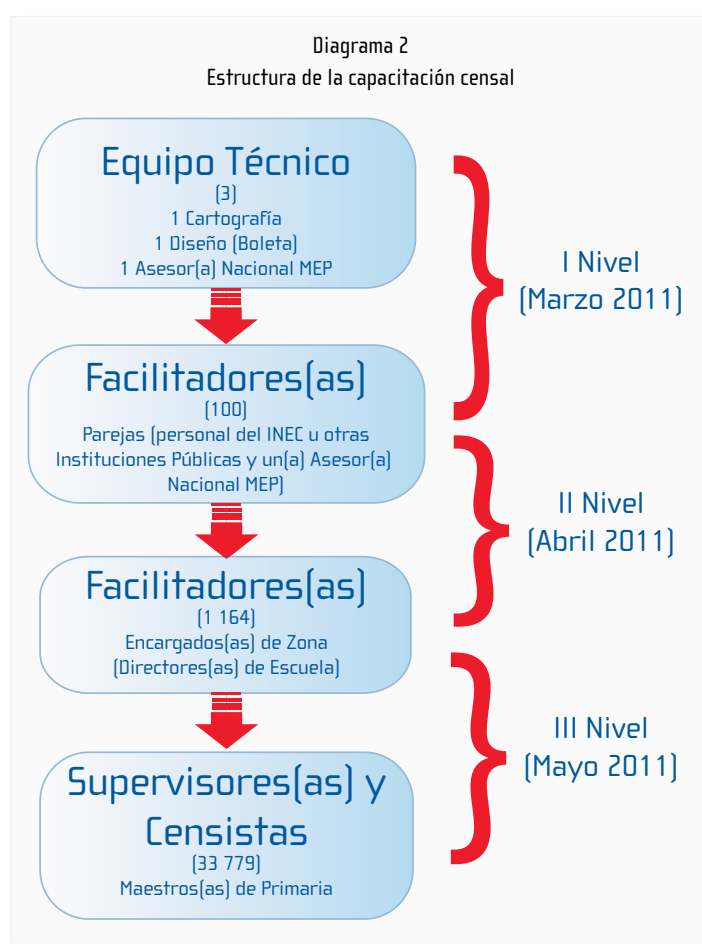 Diagrama 2
Estructura de la capacitación censal
Equipo Técnico
(3)
1 Cartografía
1 Diseño (Boleta)
1 Asesor(a) Nacional MEP
I Nivel
(Marzo 2011)
Facilitadores(as)
(100)
Parejas (personal del INEC u otras
Instituciones Públicas y un(a) Asesor(a)
Nacional MEP)
II Nivel
(Abril 2011)
Facilitadores(as)
(1 164)
Encargados(as) de Zona
(Directores(as) de Escuela)
III Nivel
(Mayo 2011)
Supervisores(as) y
Censistas
(33 779)
Maestros(as) de Primaria